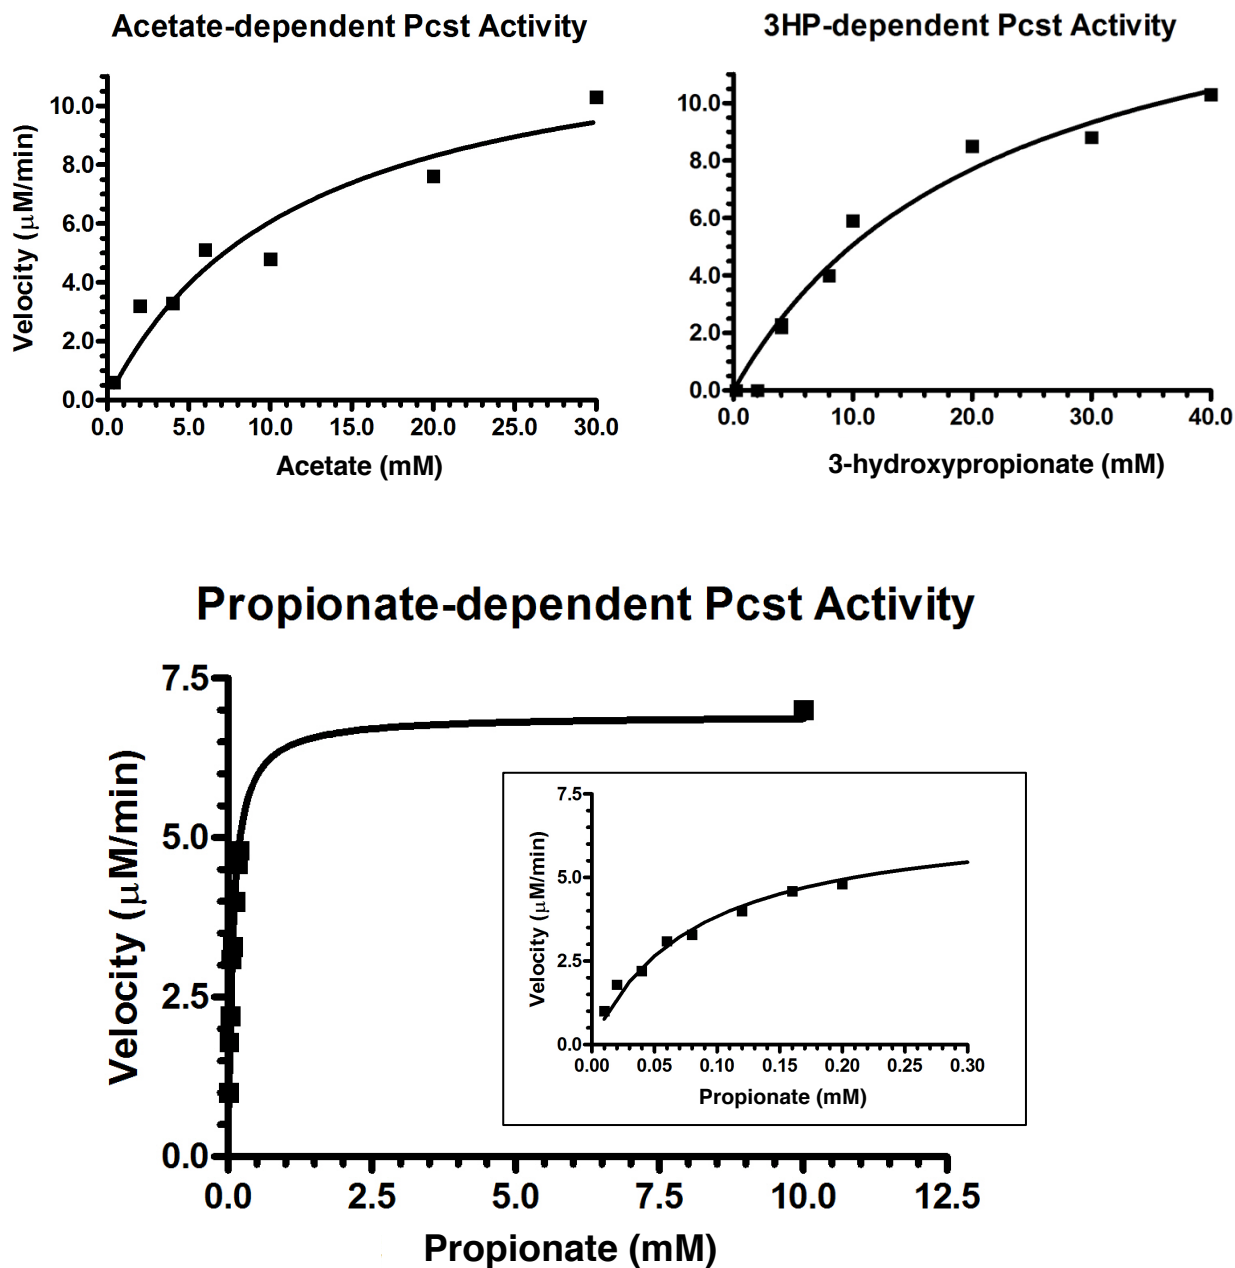 Acetate-dependent Pcst Activity
Velocity (μM/min)
10.0
8.0
6.0
4.0
2.0
0.0
0.0 5.0 10.0 15.0 20.0 25.0 30.0
Acetate (mM)
3HP-dependent Pcst Activity
10.0
8.0
6.0
4.0
2.0
0.0
0.0 10.0 20.0 30.0 40.0
3-hydroxypropionate (mM)
Propionate-dependent Pcst Activity
Velocity (μM/min)
7.5
5.0
2.5
0.0
0.0 2.5 5.0 7.5 10.0 12.5
Propionate (mM)
Velocity (μM/min)
7.5
5.0
2.5
0.0
0.00 0.05 0.10 0.15 0.20 0.25 0.30
Propionate (mM)